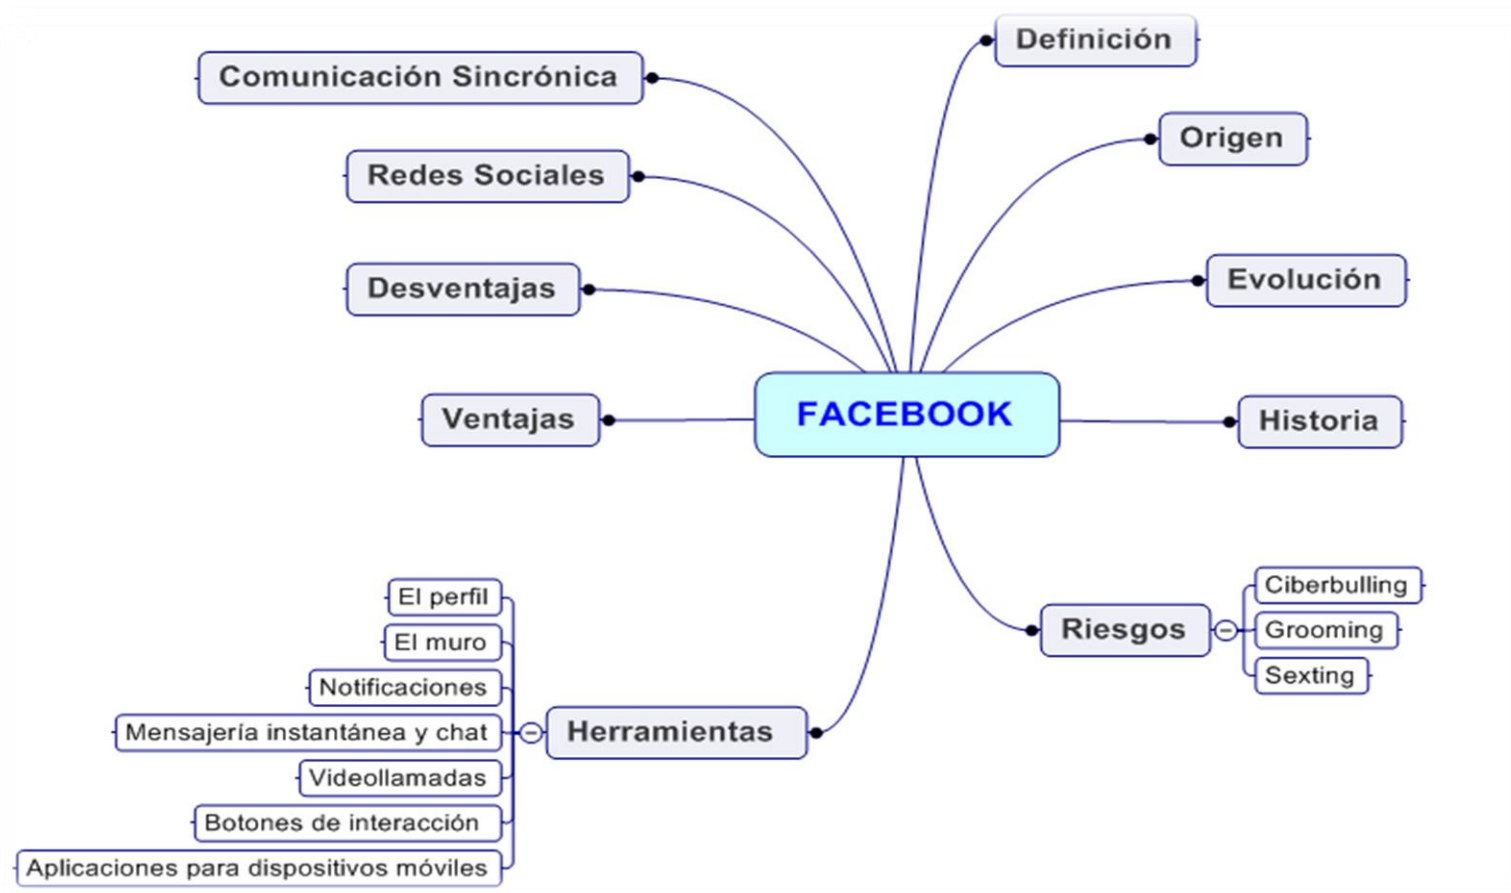 FACEBOOK
Definición
Origen
Evolución
Historia
Riesgos
Ciberbulling
Grooming
Sexting
Herramientas
El perfil
El muro
Notificaciones
Mensajería instantánea y chat
Videollamadas
Botones de interacción
Aplicaciones para dispositivos móviles
Ventajas
Desventajas
Redes Sociales
Comunicación Sincrónica